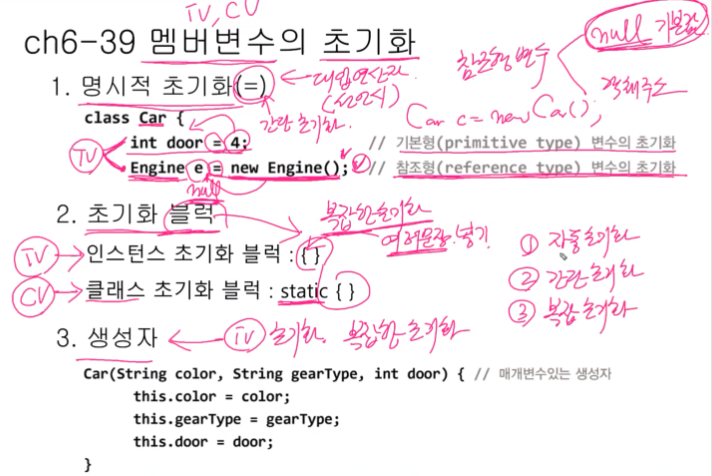 IV, CV
ch6-39 멤버변수의 초기화
null 기본값
참조형 변수
객체주소
1. 명시적 초기화(=)
대입연산자
(선언시)
간단 초기화.
Car c = new Car();
class Car {
IV
int door = 4; // 기본형(primitive type) 변수의 초기화
Engine e = new Engine(); // 참조형(reference type) 변수의 초기화
null
2. 초기화 블럭
복잡한 초기화
여러문장 넣기
IV
인스턴스 초기화 블럭 : { }
CV
클래스 초기화 블럭 : static { }
① 자동초기화
② 간단초기화
③ 복잡초기화
3. 생성자
IV 초기화. 복잡한 초기화
Car(String color, String gearType, int door) { // 매개변수있는 생성자
this.color = color;
this.gearType = gearType;
this.door = door;
}